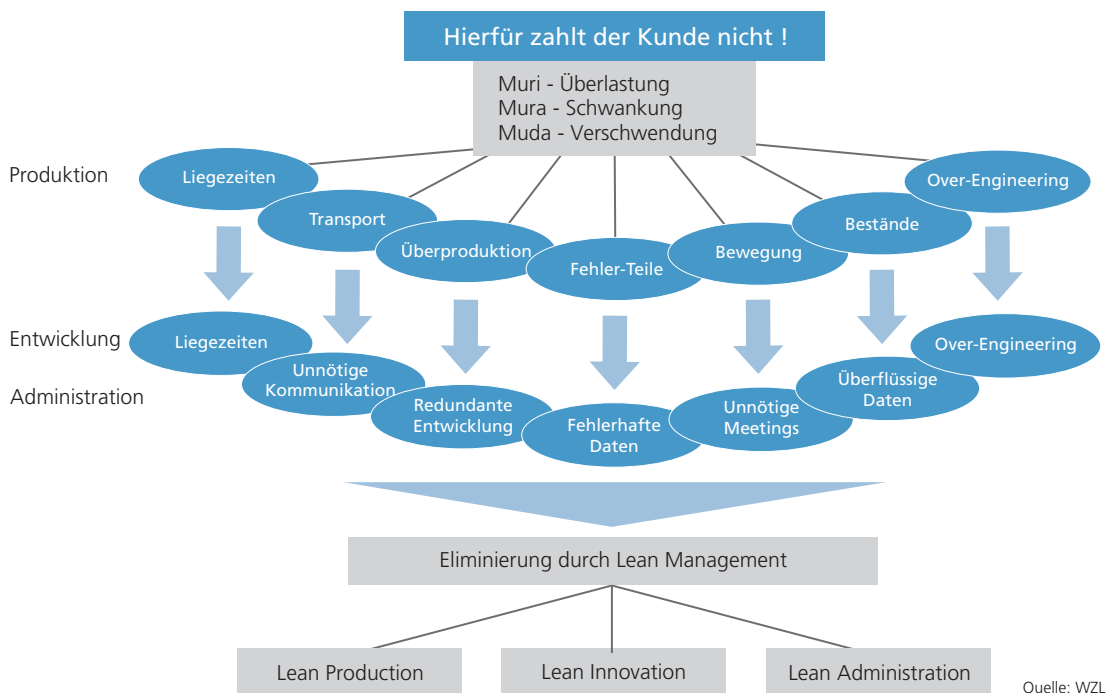 Hierfür zahlt der Kunde nicht !
Muri - Überlastung
Mura - Schwankung
Muda - Verschwendung
Produktion
Liegezeiten
Transport
Überproduktion
Fehler-Teile
Bewegung
Bestände
Over-Engineering
Entwicklung
Administration
Liegezeiten
Unnötige
Kommunikation
Redundante
Entwicklung
Fehlerhafte
Daten
Unnötige
Meetings
Überflüssige
Daten
Over-Engineering
Eliminierung durch Lean Management
Lean Production
Lean Innovation
Lean Administration
Quelle: WZL